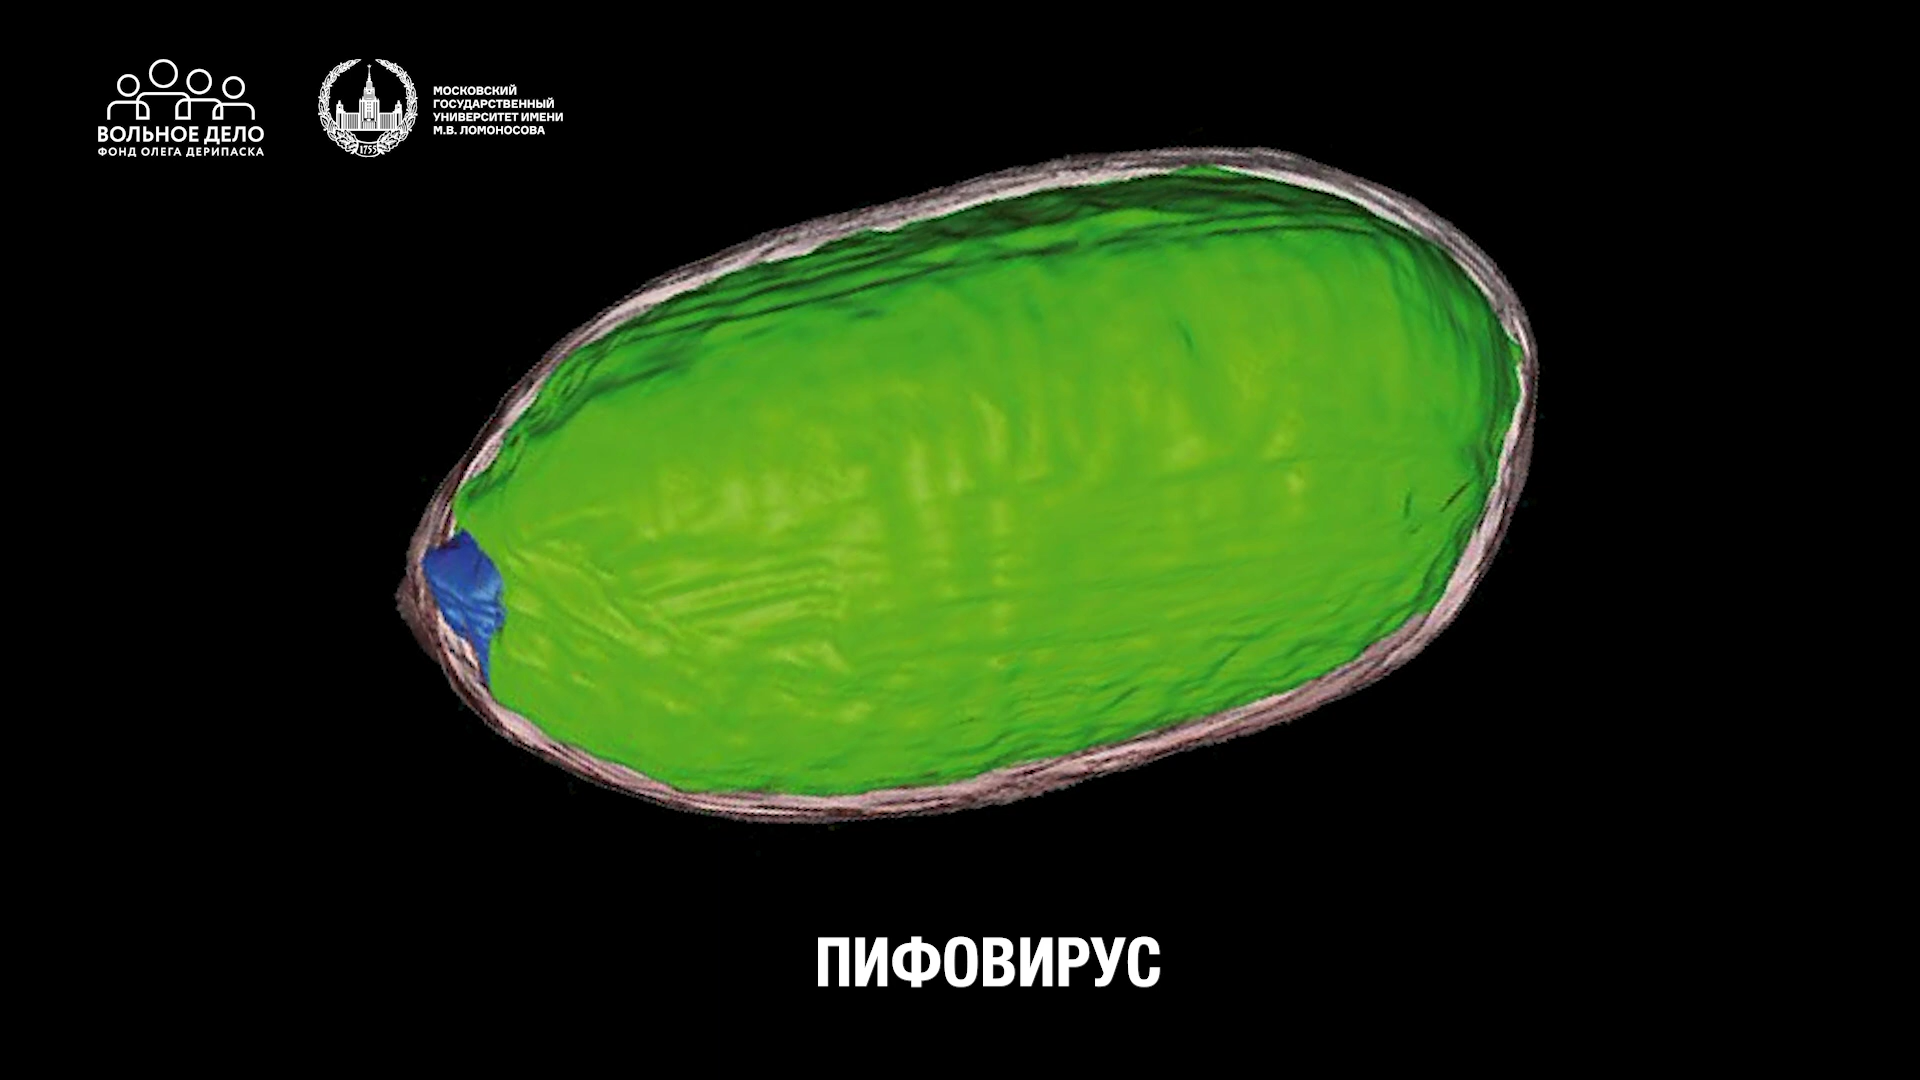 ВОЛЬНОЕ ДЕЛО
ФОНД ОЛЕГА ДЕРИПАСКА
1755
МОСКОВСКИЙ
ГОСУДАРСТВЕННЫЙ
УНИВЕРСИТЕТ ИМЕНИ
М.В. ЛОМОНОСОВА
ПИФОВИРУС